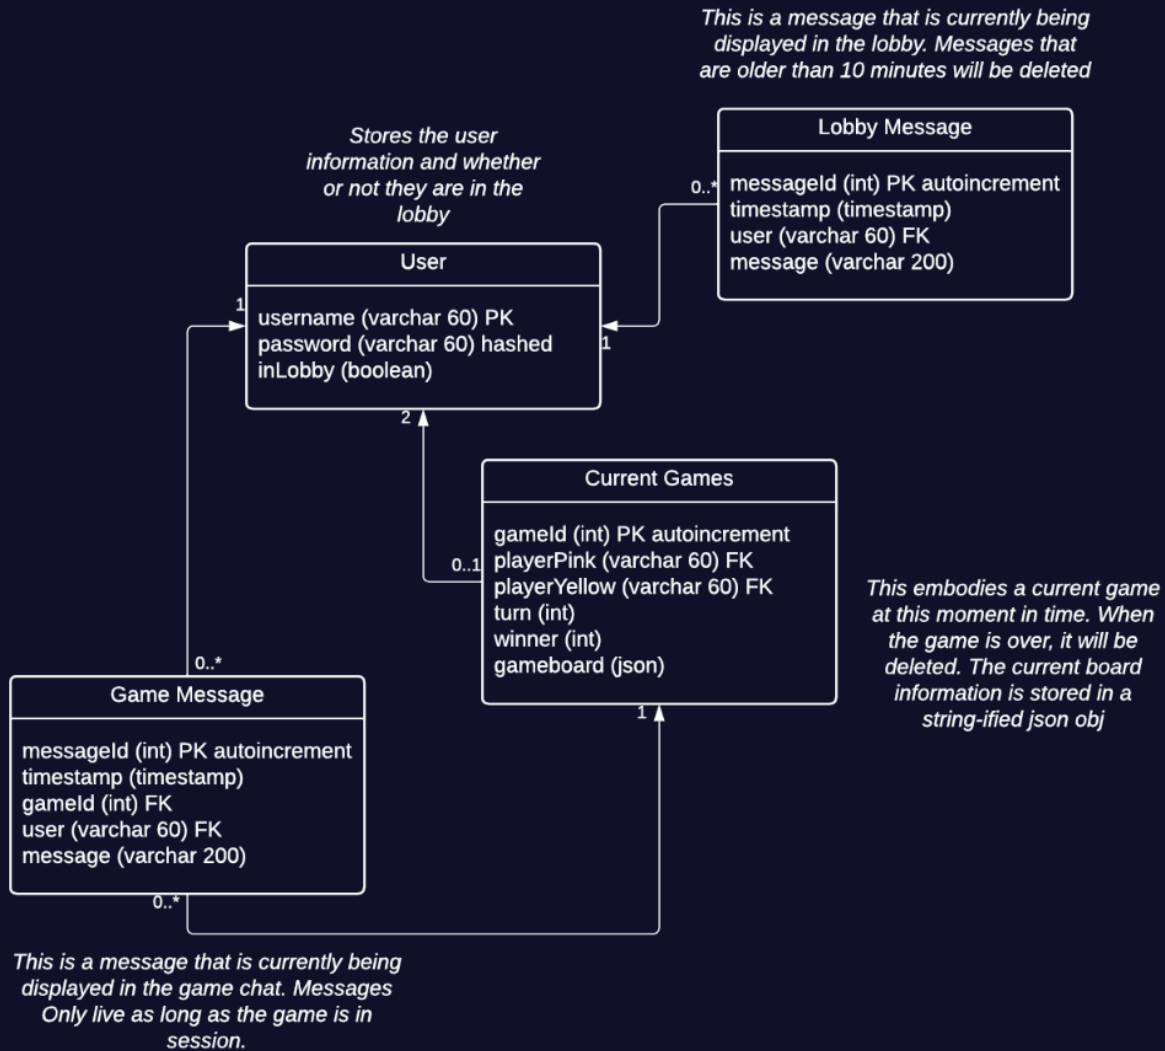 This is a message that is currently being
displayed in the lobby. Messages that
are older than 10 minutes will be deleted
Lobby Message
0..*
messageId (int) PK autoincrement
timestamp (timestamp)
user (varchar 60) FK
message (varchar 200)
Stores the user
information and whether
or not they are in the
lobby
User
1
username (varchar 60) PK
password (varchar 60) hashed
inLobby (boolean)
1
2
Current Games
0..1
gameId (int) PK autoincrement
playerPink (varchar 60) FK
playerYellow (varchar 60) FK
turn (int)
winner (int)
gameboard (json)
1
This embodies a current game
at this moment in time. When
the game is over, it will be
deleted. The current board
information is stored in a
string-ified json obj
0..*
Game Message
messageId (int) PK autoincrement
timestamp (timestamp)
gameId (int) FK
user (varchar 60) FK
message (varchar 200)
0..*
This is a message that is currently being
displayed in the game chat. Messages
Only live as long as the game is in
session.